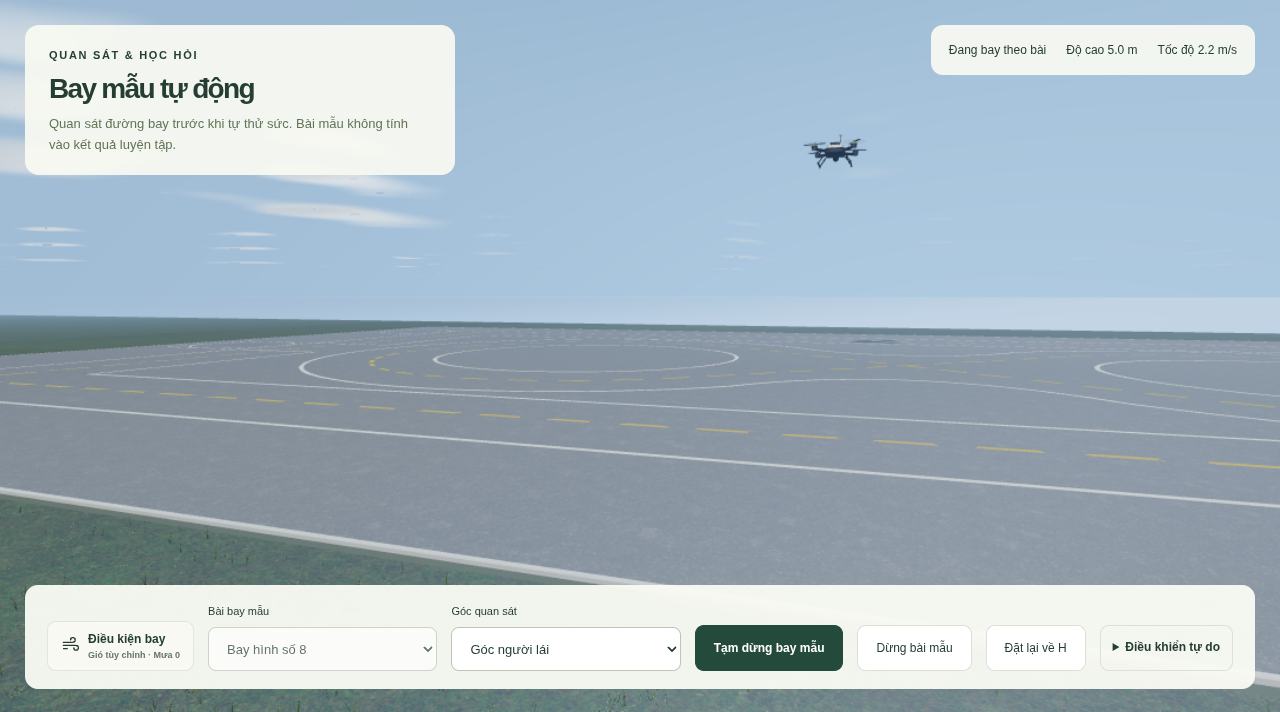 QUAN SÁT & HỌC HỎI
Bay mẫu tự động
Quan sát đường bay trước khi tự thử sức. Bài mẫu không tính
vào kết quả luyện tập.
Đang bay theo bài
Độ cao 5.0 m
Tốc độ 2.2 m/s
Điều kiện bay
Gió tùy chỉnh · Mưa 0
Bài bay mẫu
Bay hình số 8
Góc quan sát
Góc người lái
Tạm dừng bay mẫu
Dừng bài mẫu
Đặt lại về H
Điều khiển tự do